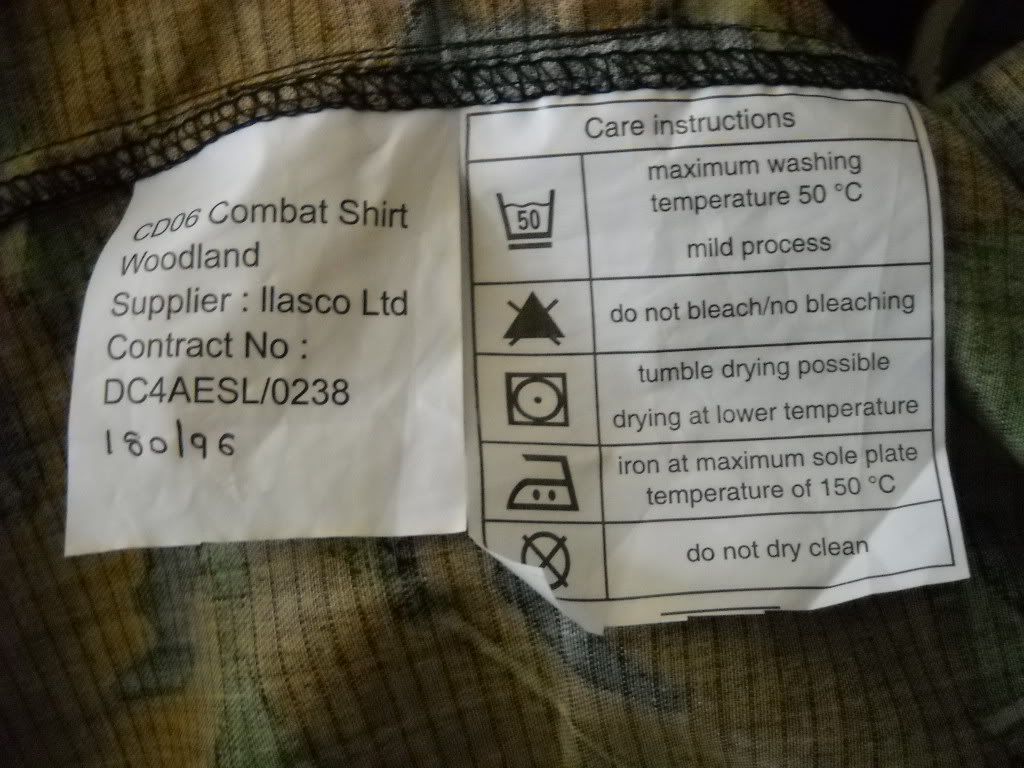 CD06 Combat Shirt
Woodland
Supplier : Ilasco Ltd
Contract No :
DC4AESL/0238
180/96
Care instructions
50
maximum washing
temperature 50 °C
mild process
do not bleach/no bleaching
tumble drying possible
drying at lower temperature
iron at maximum sole plate
temperature of 150 °C
do not dry clean